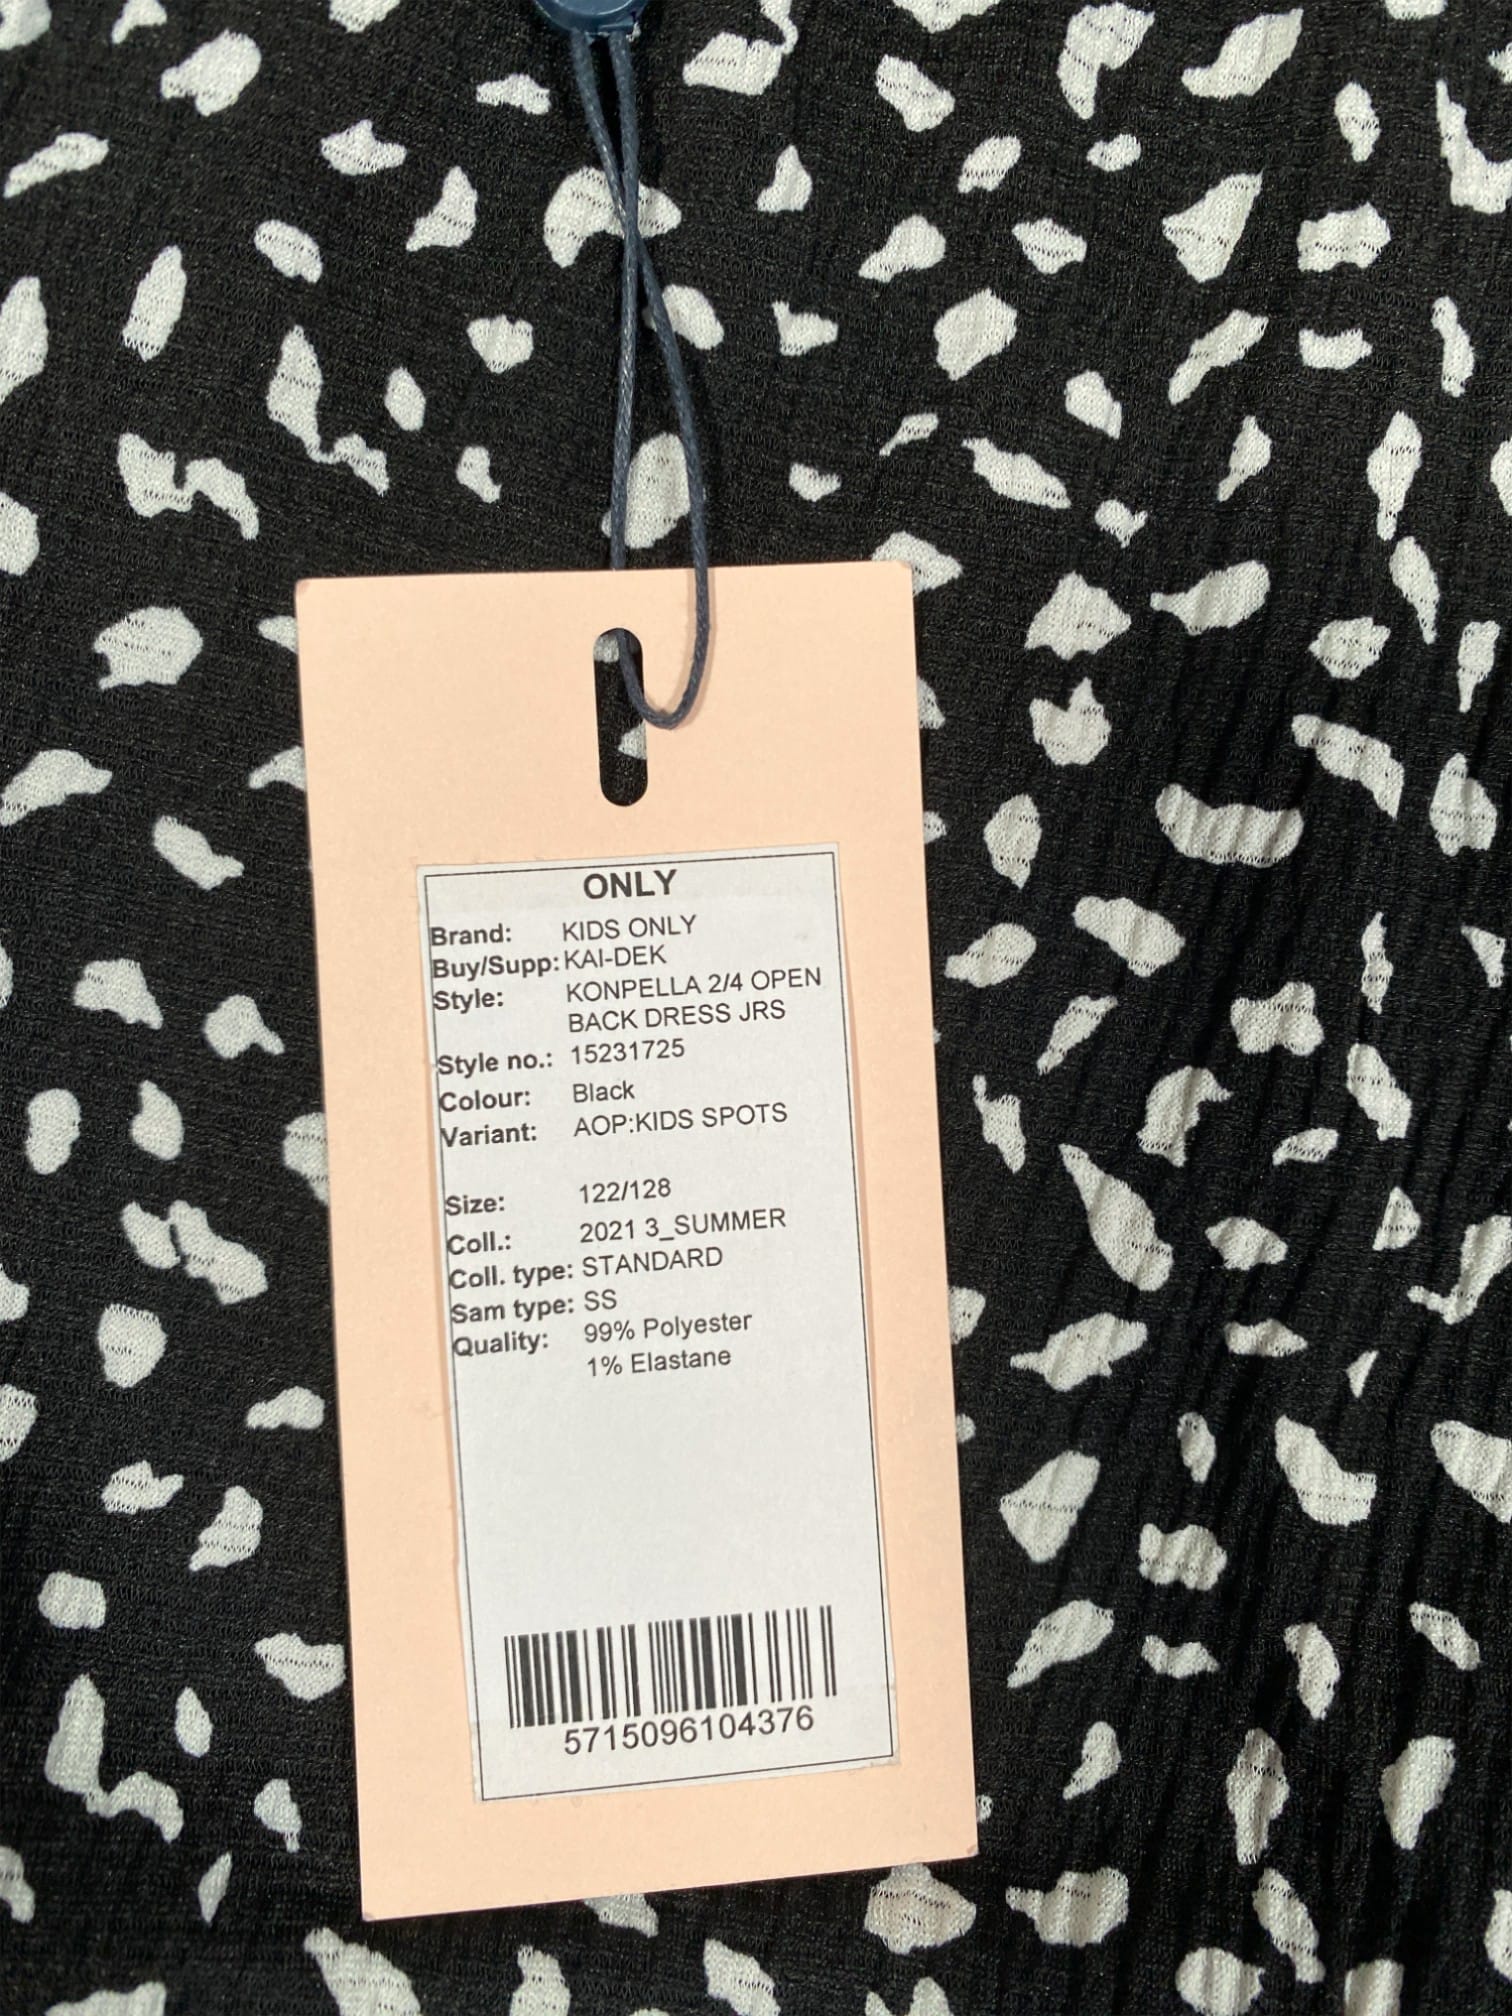 ONLY
Brand: KIDS ONLY
Buy/Supp: KAI-DEK
Style: KONPELLA 2/4 OPEN
BACK DRESS JRS
Style no.: 15231725
Colour: Black
Variant: AOP:KIDS SPOTS
Size: 122/128
Coll.: 2021 3_SUMMER
Coll. type: STANDARD
Sam type: SS
Quality: 99% Polyester
1% Elastane
5715096104376